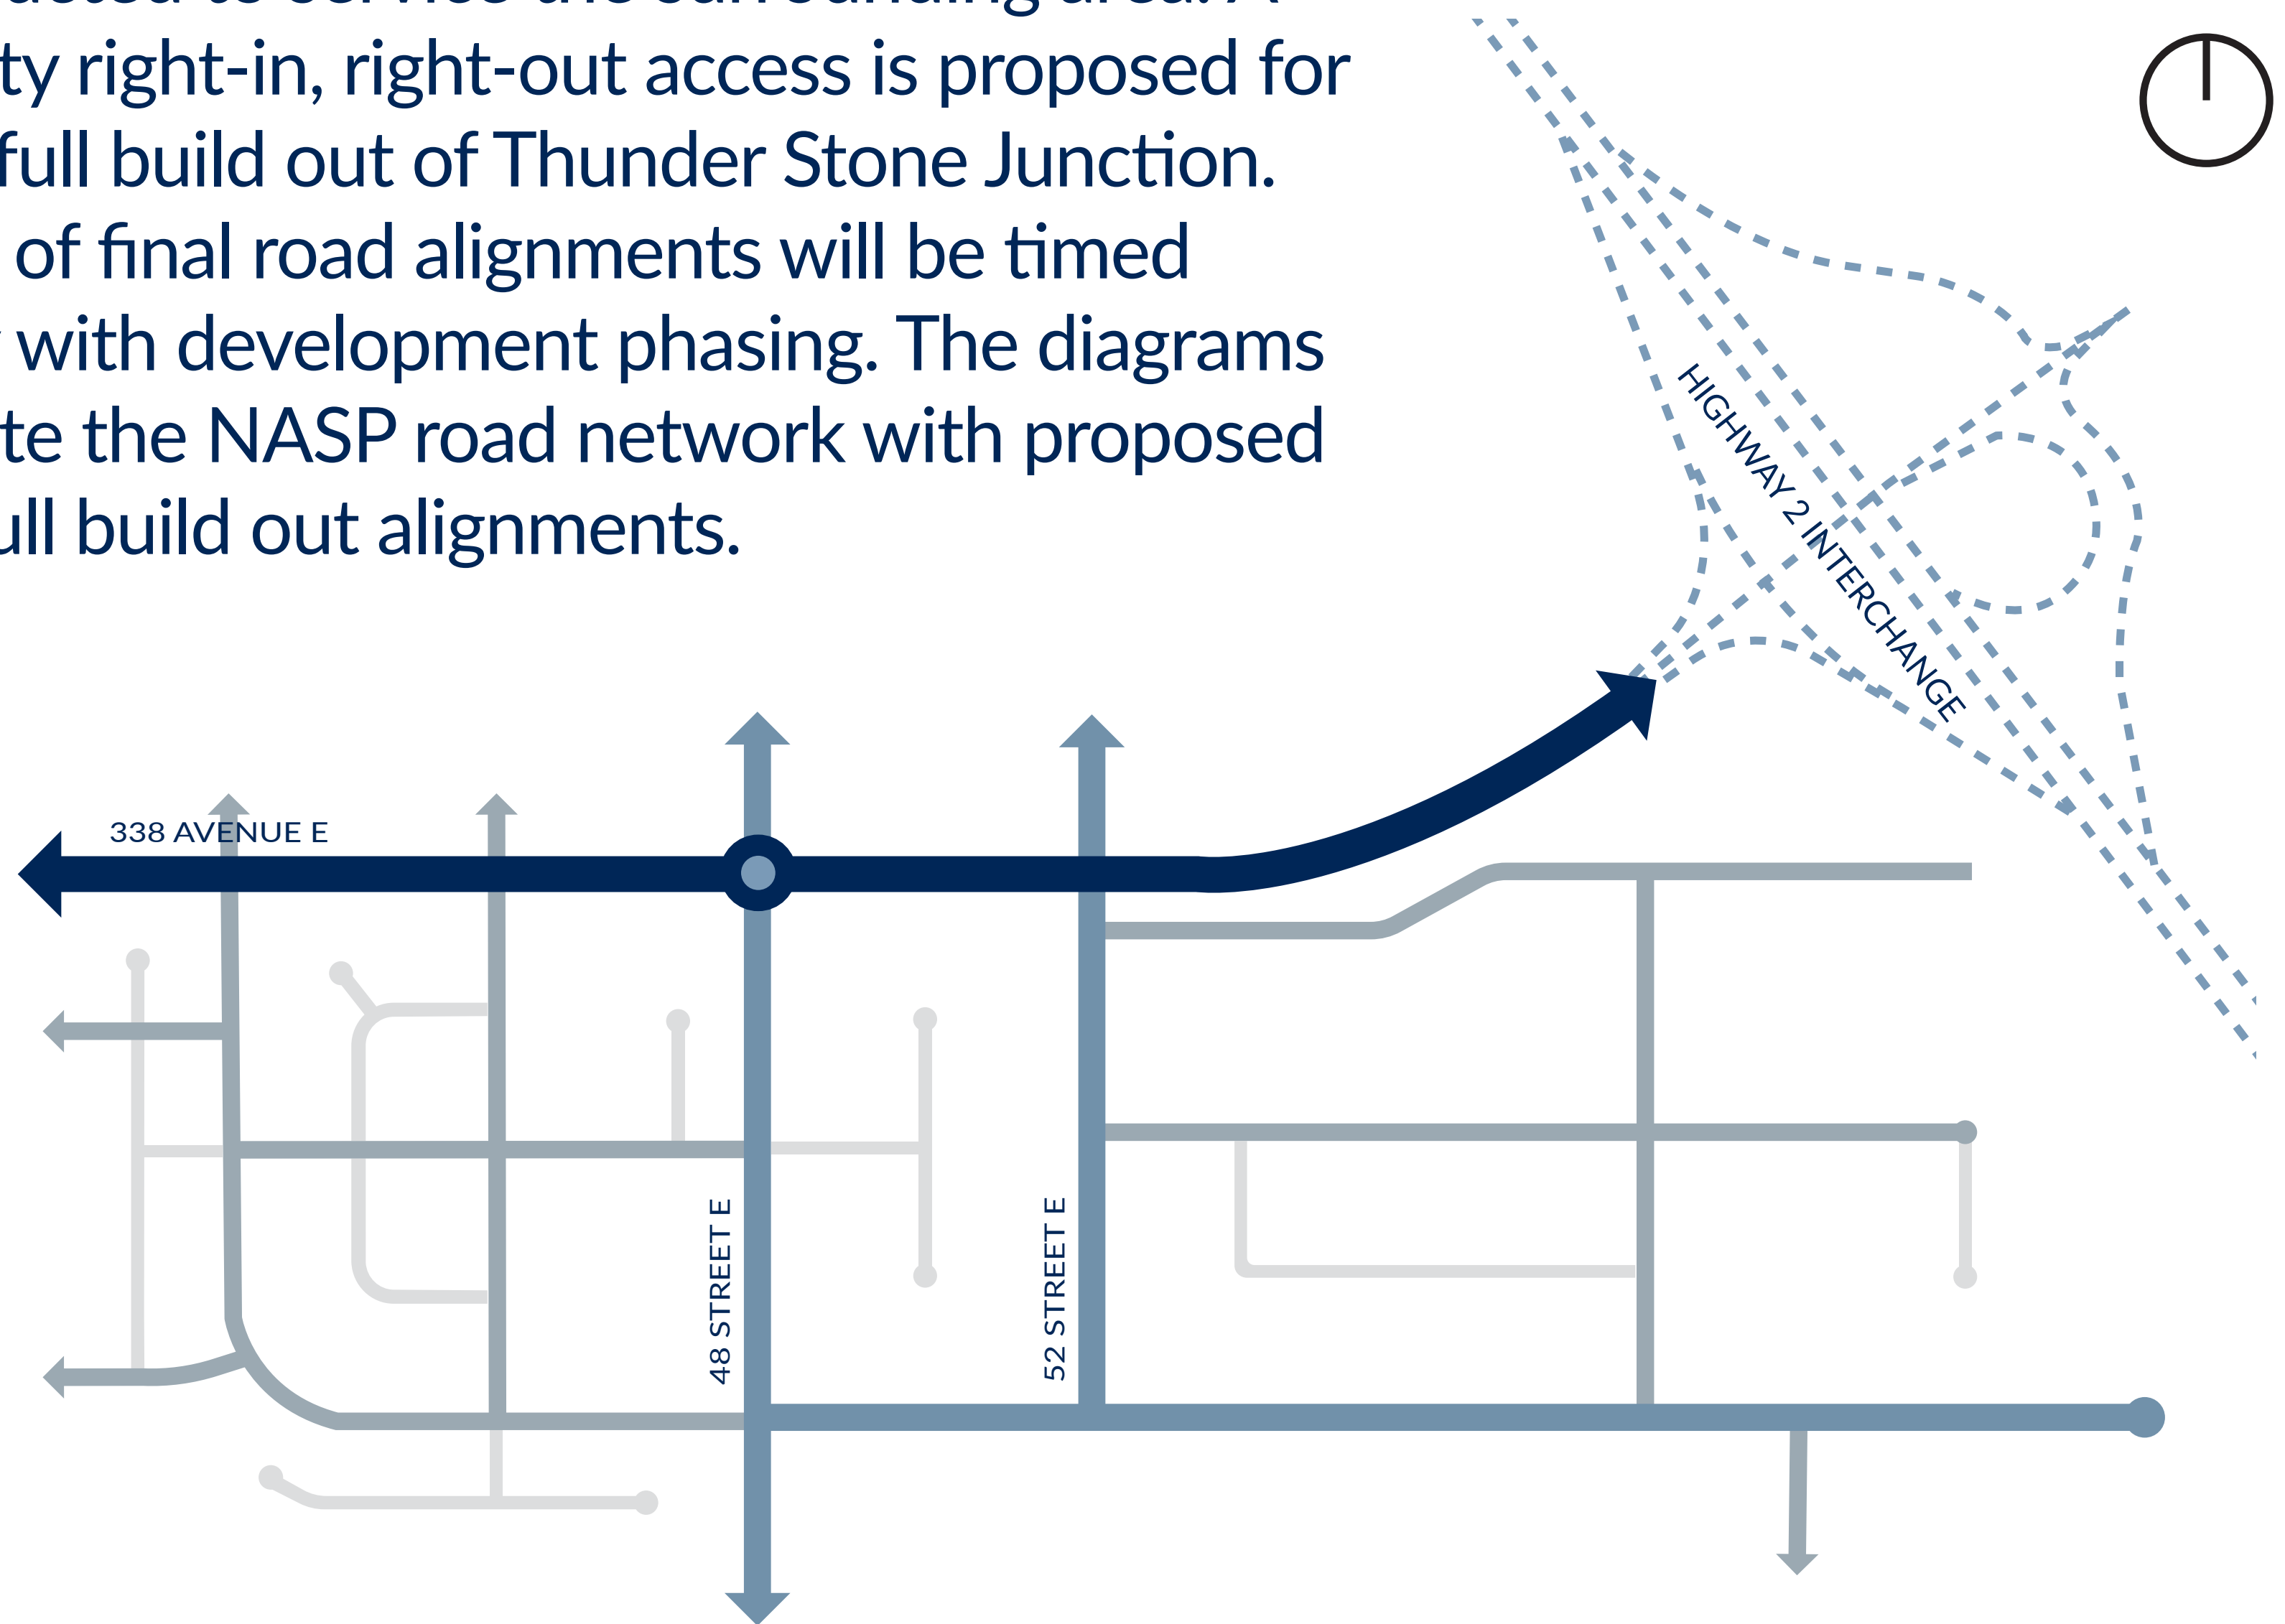 ty right-in, right-out access is proposed for
full build out of Thunder Stone Junction.
of final road alignments will be timed
with development phasing. The diagrams
te the NASP road network with proposed
ull build out alignments.
HIGHWAY 2 INTERCHANGE
338 AVENUE E
48 STREET E
52 STREET E